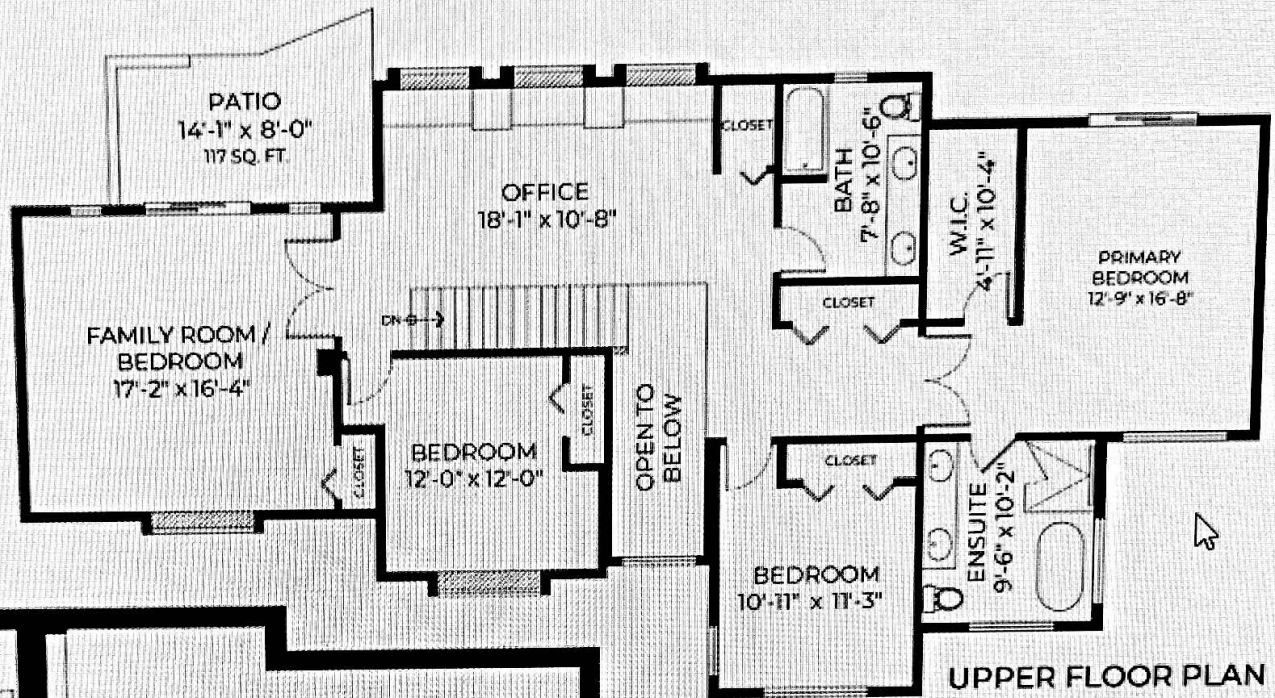 PATIO
14'-1" x 8'-0"
117 SQ. FT.
OFFICE
18'-1" x 10'-8"
CLOSET
BATH
7'-8" x 10'-6"
W.I.C.
4'-11" x 10'-4"
PRIMARY
BEDROOM
12'-9" x 16'-8"
FAMILY ROOM /
BEDROOM
17'-2" x 16'-4"
DN
CLOSET
CLOSET
BEDROOM
12'-0" x 12'-0"
CLOSET
OPEN TO
BELOW
CLOSET
BEDROOM
10'-11" x 11'-3"
ENSUITE
9'-6" x 10'-2"
UPPER FLOOR PLAN